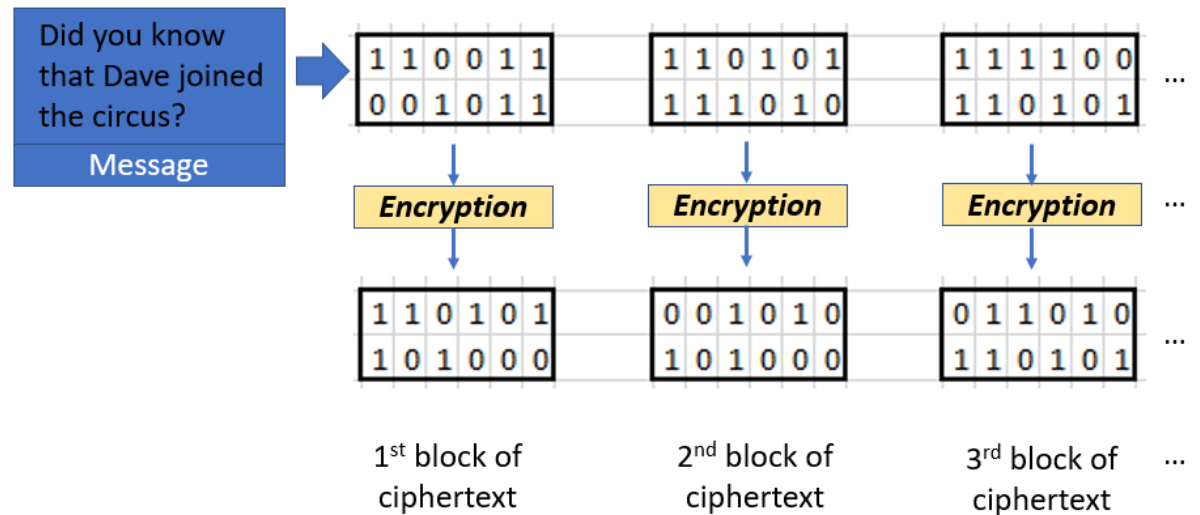 Did you know
that Dave joined
the circus?
Message
1 1 0 0 1 1
0 0 1 0 1 1
1 1 0 1 0 1
1 1 1 0 1 0
1 1 1 1 0 0
1 1 0 1 0 1
...
Encryption
Encryption
Encryption
...
1 1 0 1 0 1
1 0 1 0 0 0
0 0 1 0 1 0
1 0 1 0 0 0
0 1 1 0 1 0
1 1 0 1 0 1
...
1st block of
ciphertext
2nd block of
ciphertext
3rd block of
ciphertext
...